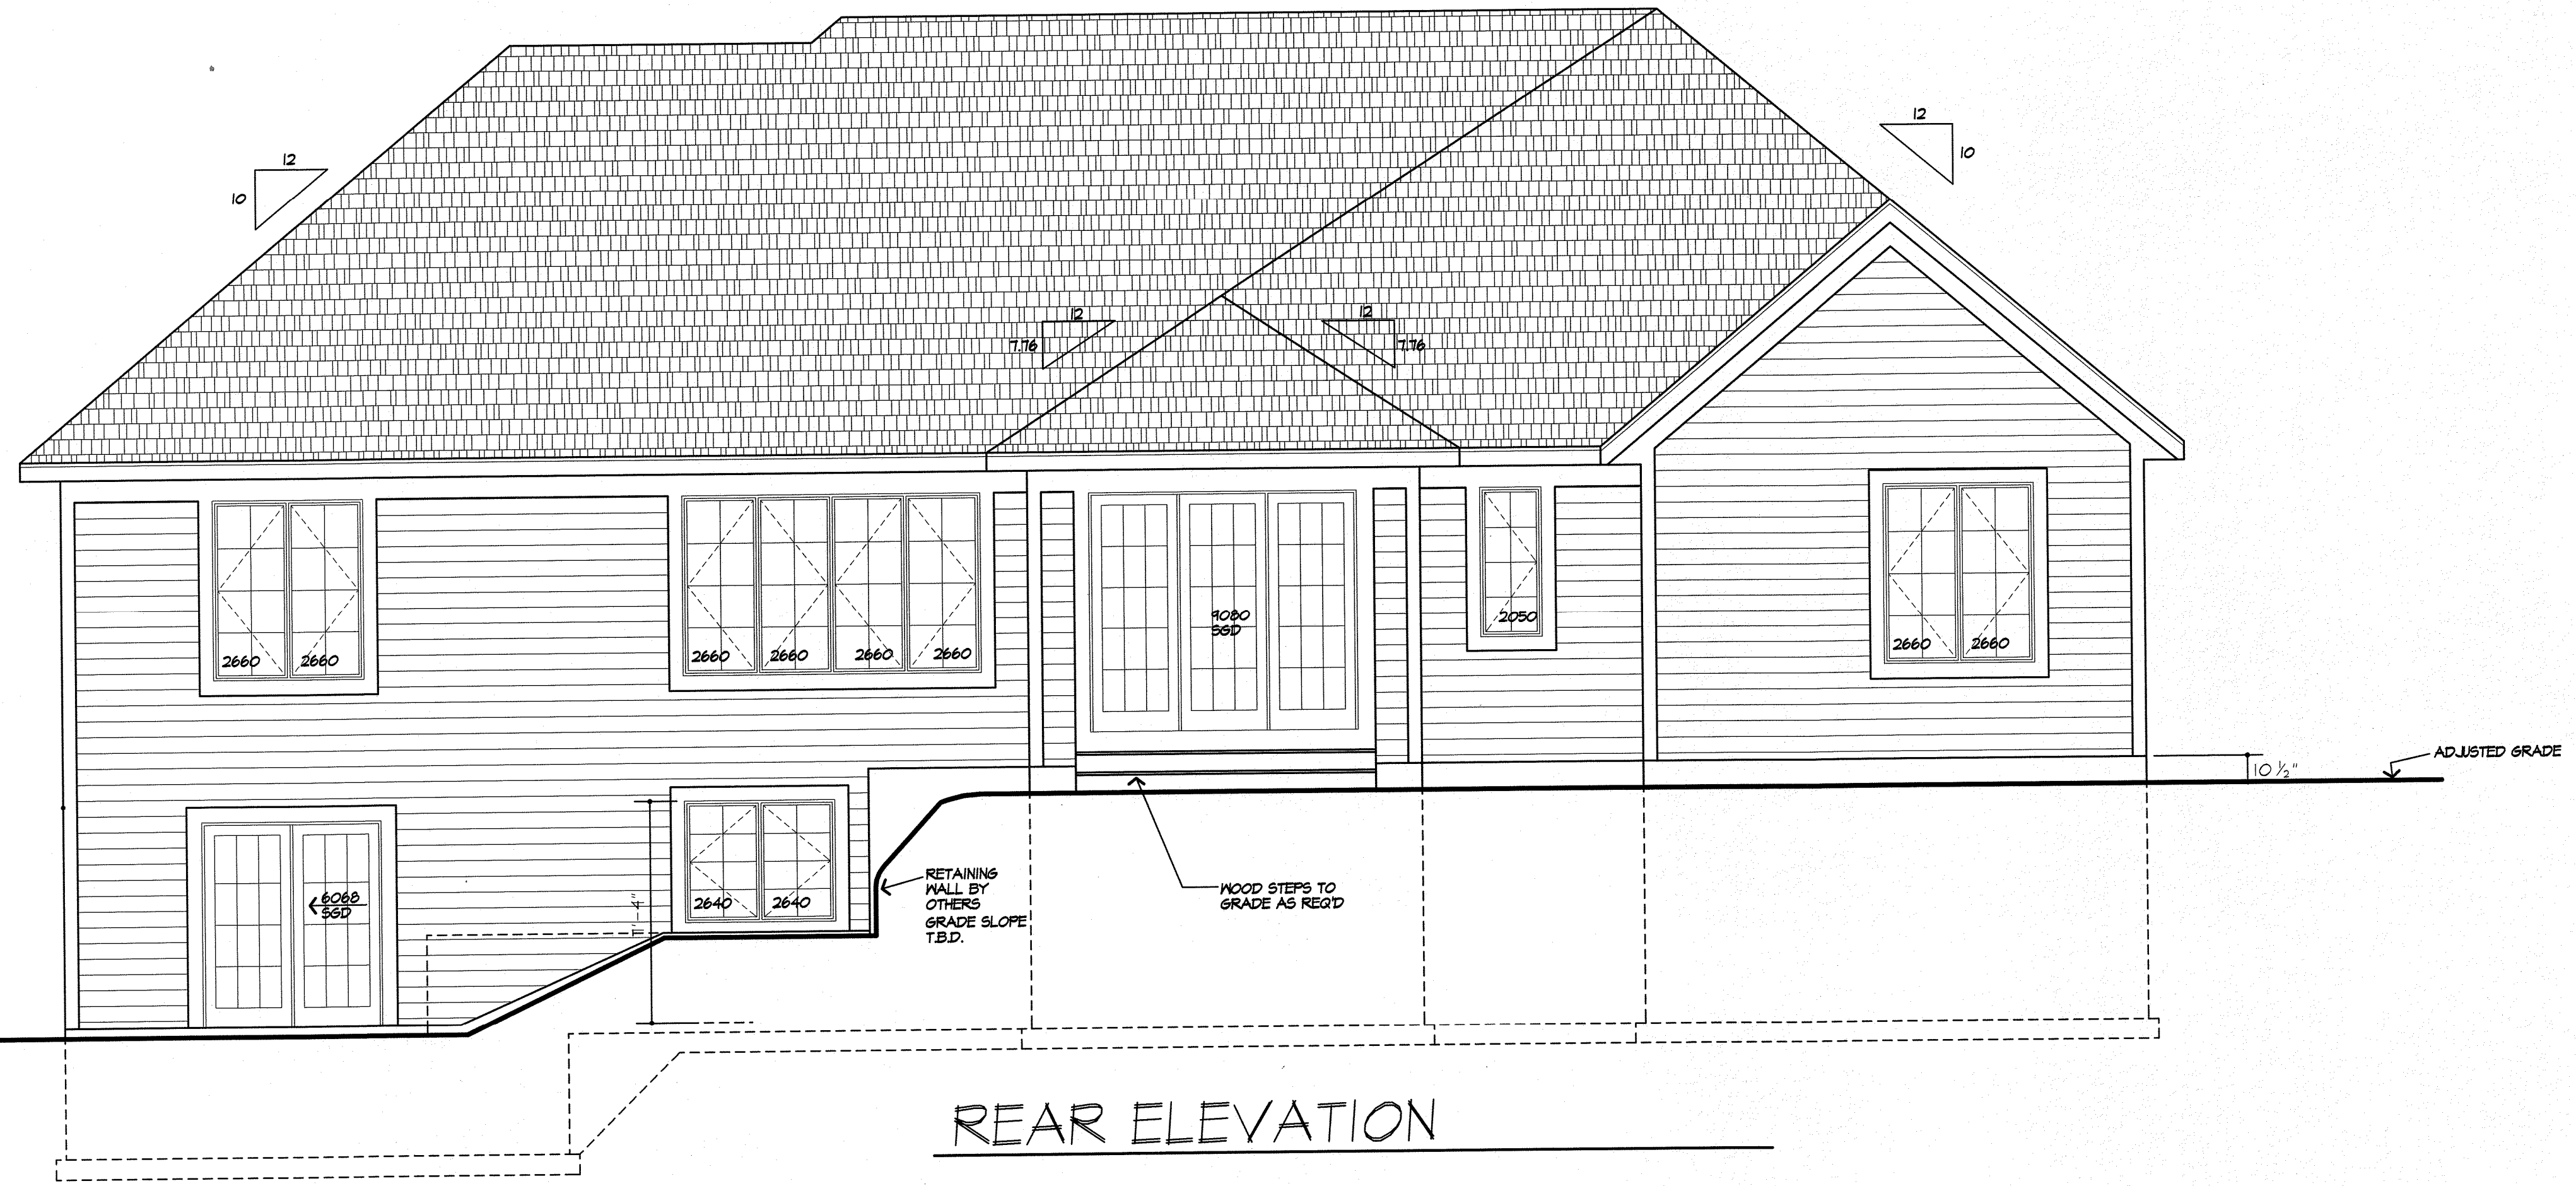 12
10
12
10
12
7.76
12
7.76
2660 2660
2660 2660 2660 2660
9080
SGD
2050
2660 2660
ADJUSTED GRADE
10 ½"
6068
SGD
2640 2640
RETAINING
WALL BY
OTHERS
GRADE SLOPE
T.B.D.
WOOD STEPS TO
GRADE AS REQ'D
REAR ELEVATION